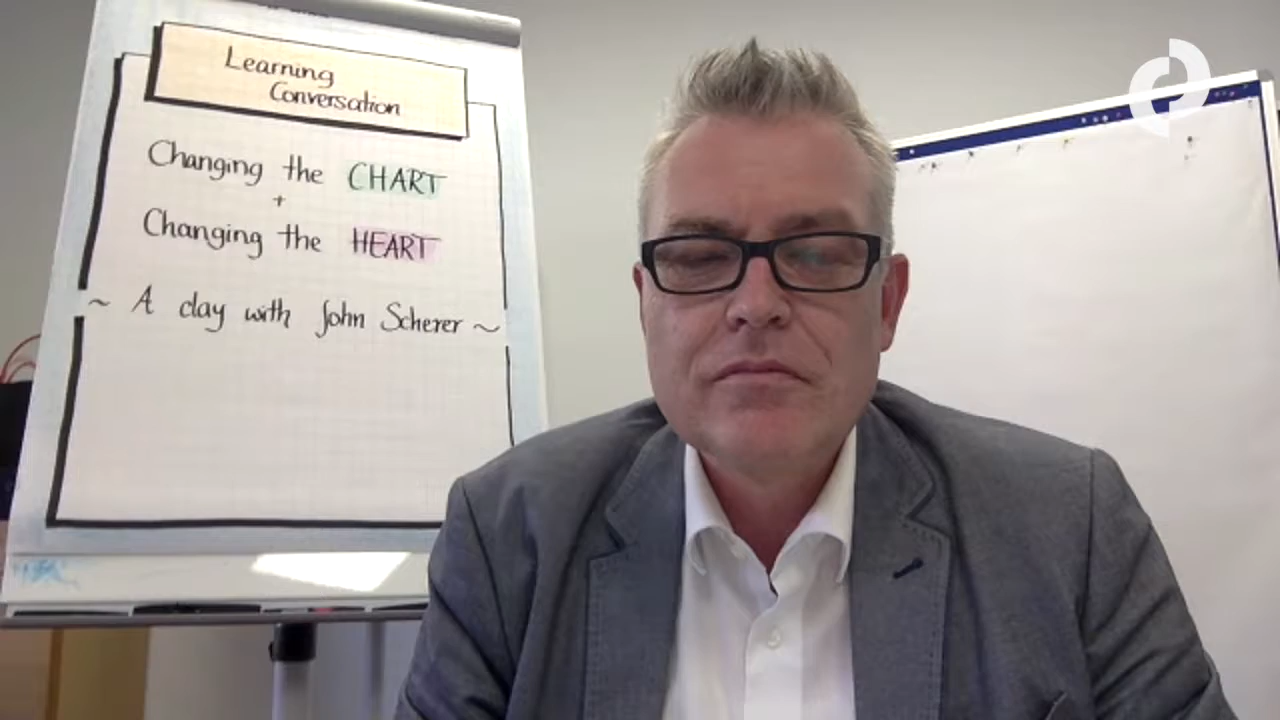 Learning
Conversation
Changing the CHART
+
Changing the HEART
~ A day with John Scherer ~